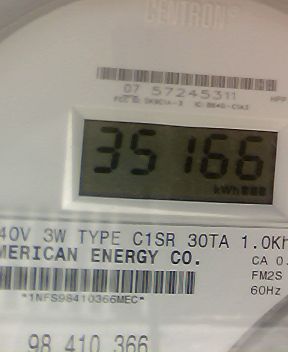 CENTRON®
07 57245311
35166
kWh
40V 3W TYPE C1SR 30TA 1.0Kh
MERICAN ENERGY CO.
CA 0.
FM2S
60Hz
*1NFS98410366MEC*
98 410 366